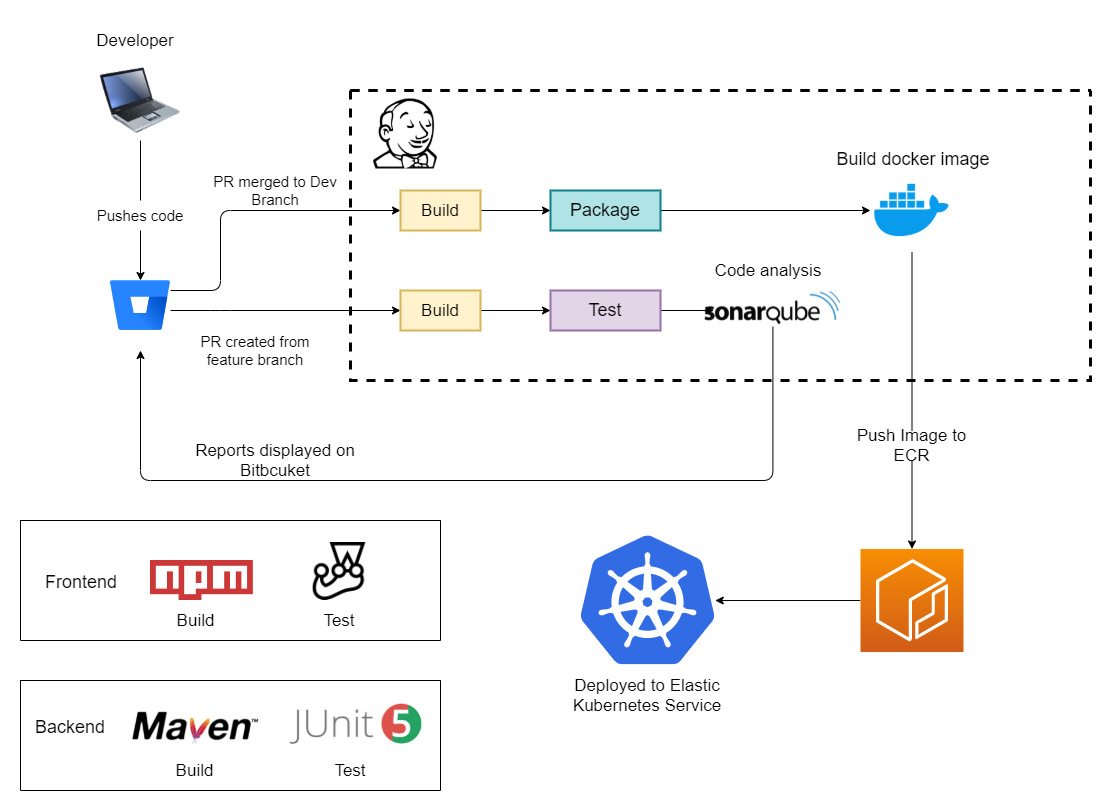 Developer
Pushes code
PR merged to Dev
Branch
Build
Package
Build docker image
PR created from
feature branch
Build
Test
Code analysis
sonarqube
Reports displayed on
Bitbcuket
Push Image to
ECR
Deployed to Elastic
Kubernetes Service
Frontend
npm
Build
Test
Backend
Maven™
Build
JUnit 5
Test